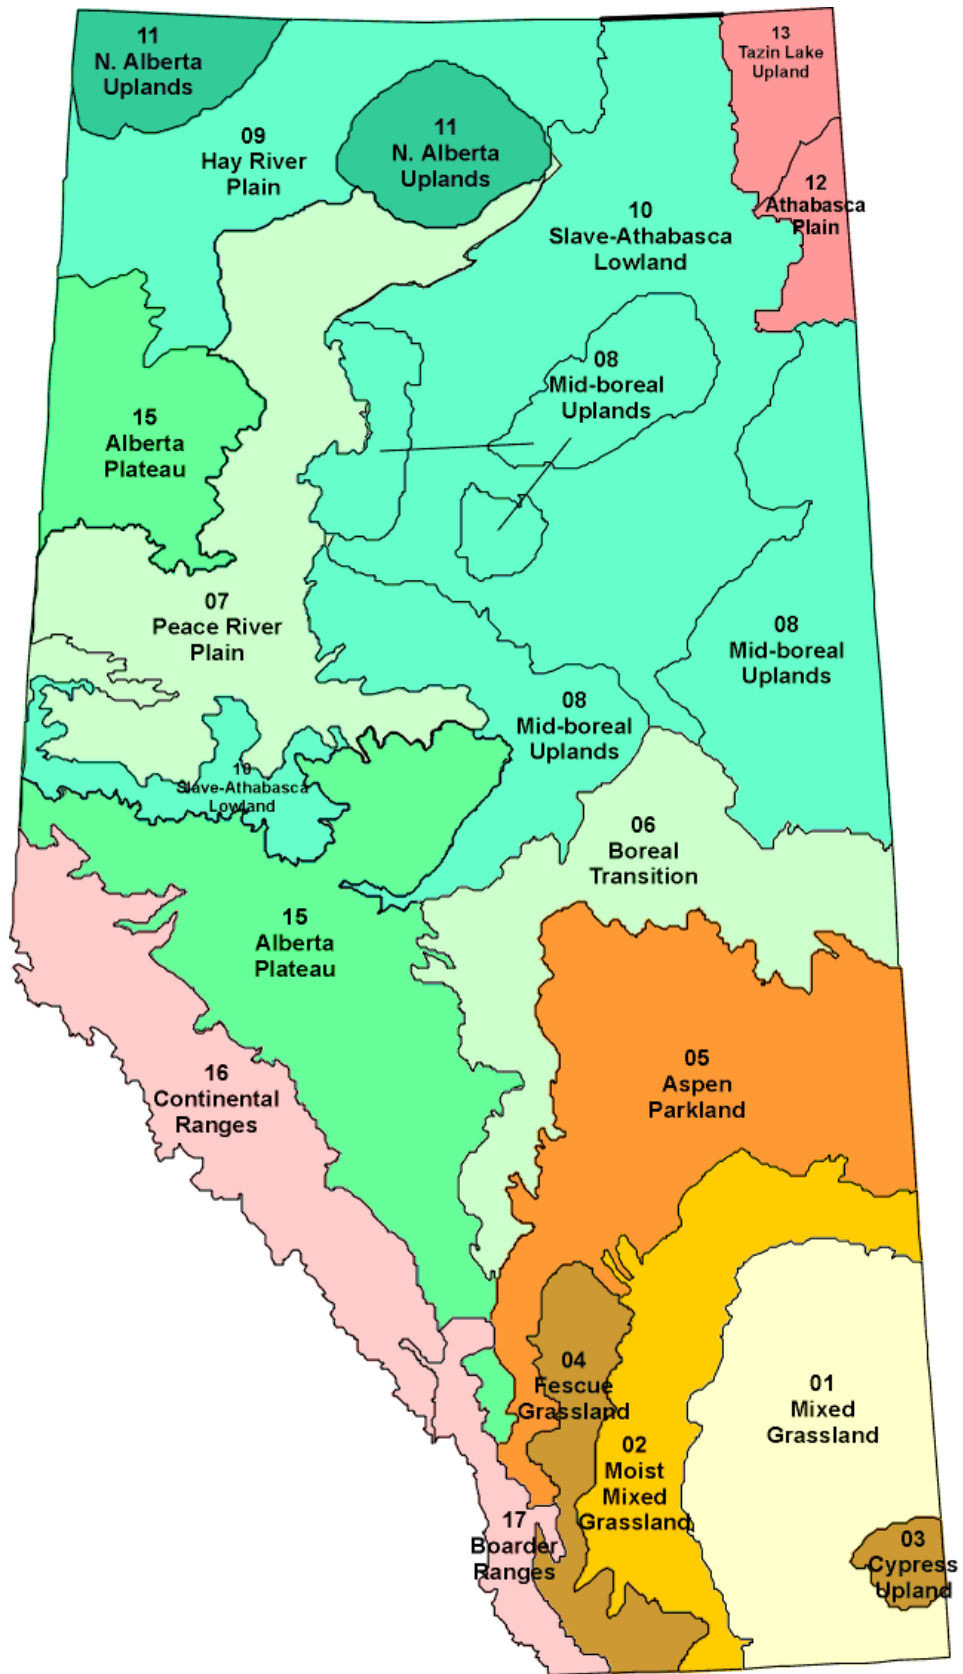 11
N. Alberta
Uplands
13
Tazin Lake
Upland
11
N. Alberta
Uplands
09
Hay River
Plain
12
Athabasca
Plain
10
Slave-Athabasca
Lowland
08
Mid-boreal
Uplands
15
Alberta
Plateau
07
Peace River
Plain
08
Mid-boreal
Uplands
08
Mid-boreal
Uplands
10
Slave-Athabasca
Lowland
06
Boreal
Transition
15
Alberta
Plateau
05
Aspen
Parkland
16
Continental
Ranges
04
Fescue
Grassland
01
Mixed
Grassland
02
Moist
Mixed
Grassland
17
Boarder
Ranges
03
Cypress
Upland